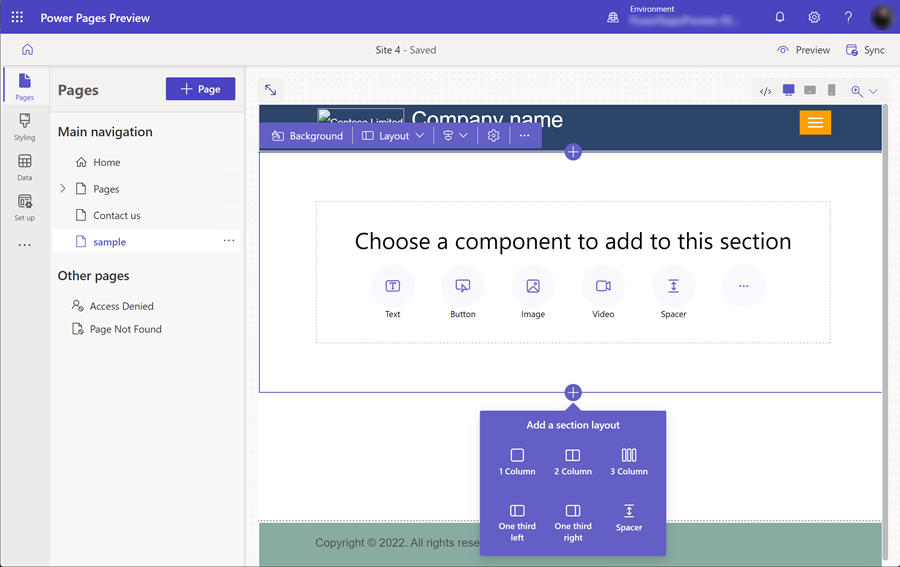 Power Pages Preview
Environment
Site 4 - Saved
Preview
Sync
Pages
Styling
Data
Set up
Pages
+ Page
Main navigation
Home
Pages
Contact us
sample
Other pages
Access Denied
Page Not Found
Contoso Limited
Company name
Background
Layout
Choose a component to add to this section
Text
Button
Image
Video
Spacer
Add a section layout
1 Column
2 Column
3 Column
One third
left
One third
right
Spacer
Copyright © 2022. All rights rese